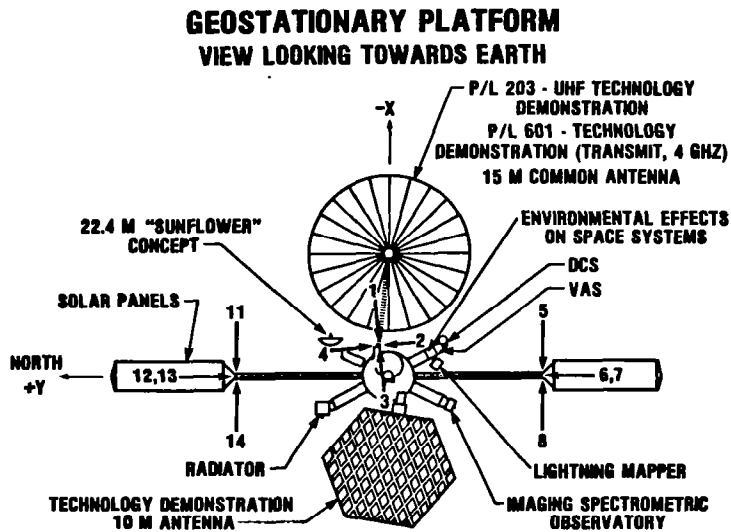 GEOSTATIONARY PLATFORM
VIEW LOOKING TOWARDS EARTH
P/L 203 - UHF TECHNOLOGY
DEMONSTRATION
P/L 601 - TECHNOLOGY
DEMONSTRATION (TRANSMIT, 4 GHZ)
15 M COMMON ANTENNA
-X
22.4 M "SUNFLOWER"
CONCEPT
ENVIRONMENTAL EFFECTS
ON SPACE SYSTEMS
DCS
VAS
SOLAR PANELS
11
1
2
4
5
NORTH
+Y
12,13
3
6,7
14
8
RADIATOR
LIGHTNING MAPPER
TECHNOLOGY DEMONSTRATION
10 M ANTENNA
IMAGING SPECTROMETRIC
OBSERVATORY